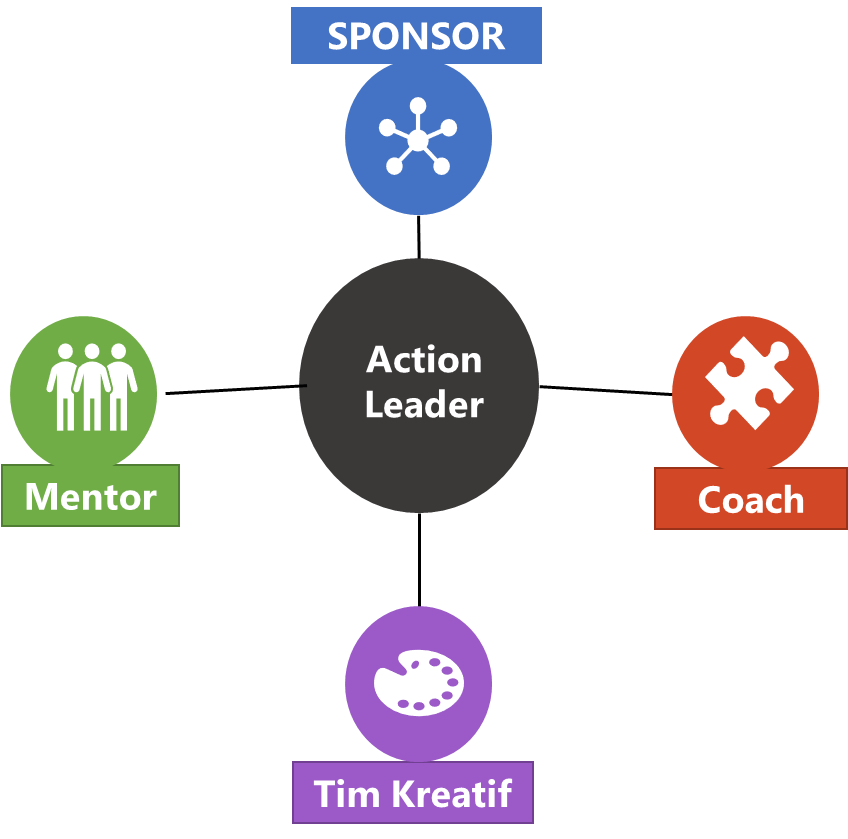 SPONSOR
Action
Leader
Mentor
Coach
Tim Kreatif